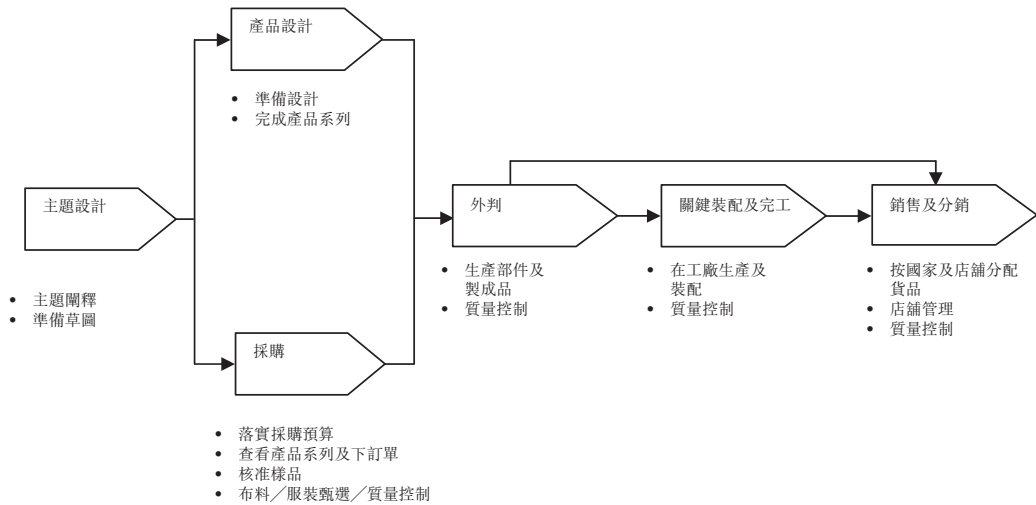 產品設計
• 準備設計
• 完成產品系列
主題設計
• 主題闡釋
• 準備草圖
採購
• 落實採購預算
• 查看產品系列及下訂單
• 核准樣品
• 布料／服裝甄選／質量控制
外判
• 生產部件及
製成品
• 質量控制
關鍵裝配及完工
• 在工廠生產及
裝配
• 質量控制
銷售及分銷
• 按國家及店舖分配
貨品
• 店舖管理
• 質量控制